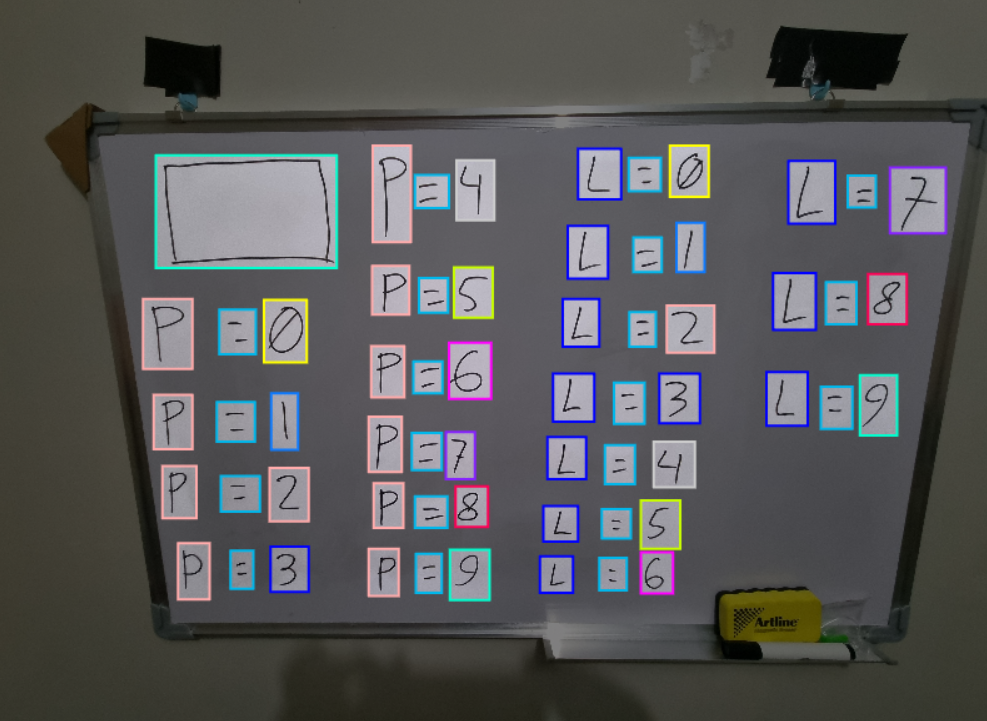 P = 0
P = 1
P = 2
P = 3
P = 4
P = 5
P = 6
P = 7
P = 8
P = 9
L = 0
L = 1
L = 2
L = 3
L = 4
L = 5
L = 6
L = 7
L = 8
L = 9
Artline